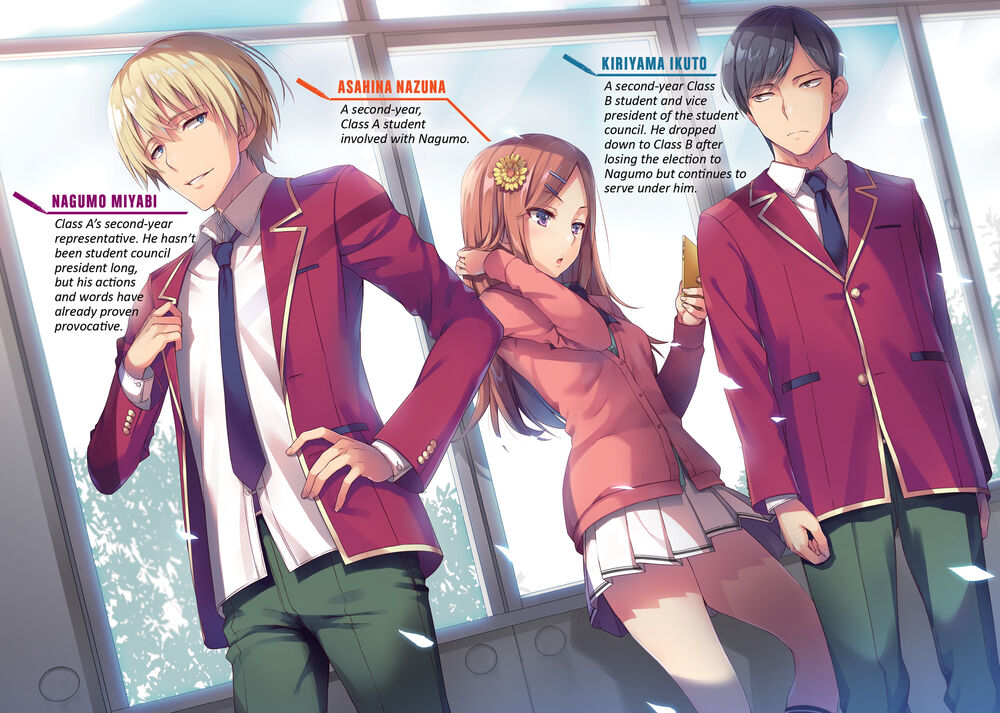 NAGUMO MIYABI
Class A's second-year
representative. He hasn't
been student council
president long,
but his actions
and words have
already proven
provocative.
ASAHINA NAZUNA
A second-year,
Class A student
involved with Nagumo.
KIRIYAMA IKUTO
A second-year Class
B student and vice
president of the student
council. He dropped
down to Class B after
losing the election to
Nagumo but continues to
serve under him.